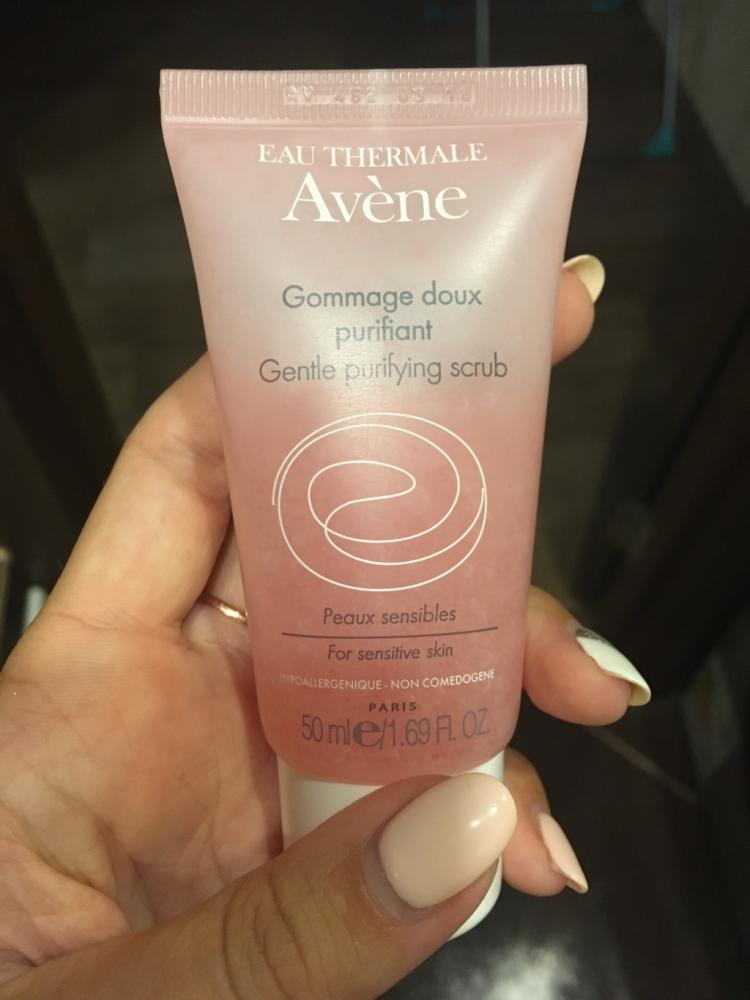 EAU THERMALE
Avène
Gommage doux
purifiant
Gentle purifying scrub
Peaux sensibles
For sensitive skin
HYPOALLERGENIQUE - NON COMEDOGENE
PARIS
50 ml e/1.69 Fl. OZ.